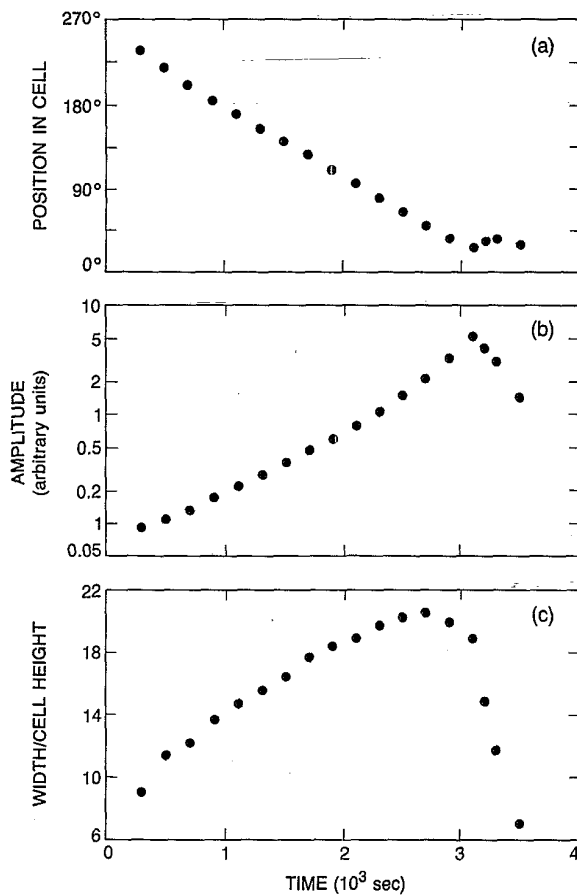 270°
(a)
180°
POSITION IN CELL
90°
0°
10
(b)
5
2
AMPLITUDE
(arbitrary units)
1
0.5
0.2
1
0.05
22
(c)
18
WIDTH/CELL HEIGHT
14
10
6
0 1 2 3 4
TIME (10³ sec)